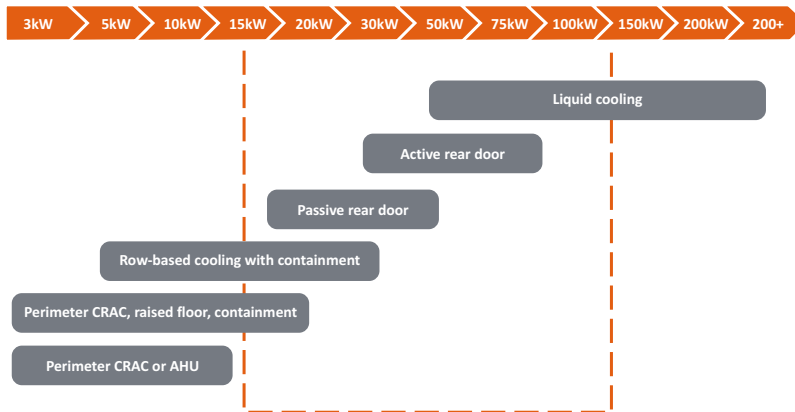 3kW 5kW 10kW 15kW 20kW 30kW 50kW 75kW 100kW 150kW 200kW 200+
Liquid cooling
Active rear door
Passive rear door
Row-based cooling with containment
Perimeter CRAC, raised floor, containment
Perimeter CRAC or AHU